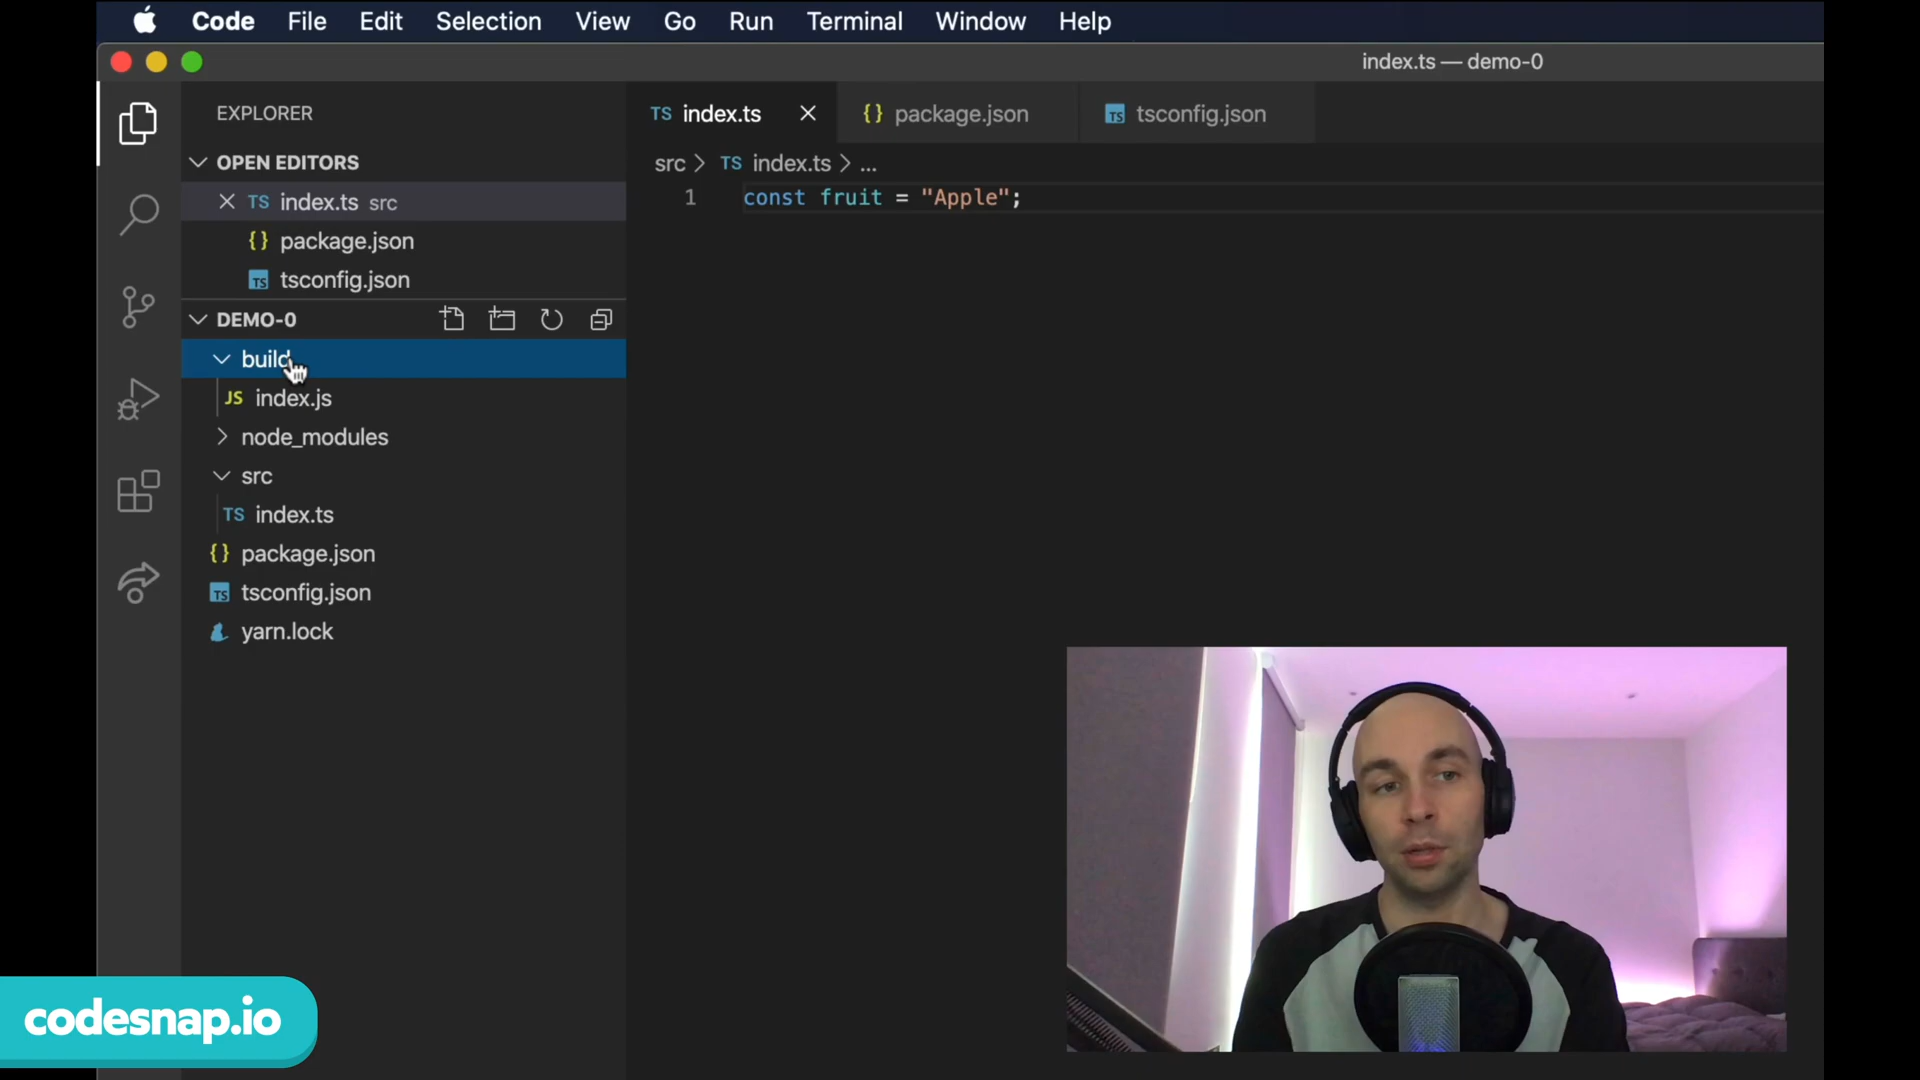 Code File Edit Selection View Go Run Terminal Window Help
index.ts — demo-0
EXPLORER
OPEN EDITORS
TS index.ts src
{} package.json
TS tsconfig.json
DEMO-0
build
JS index.js
node_modules
src
TS index.ts
{} package.json
TS tsconfig.json
yarn.lock
TS index.ts {} package.json TS tsconfig.json
src > TS index.ts > ...
1 const fruit = "Apple";
codesnap.io